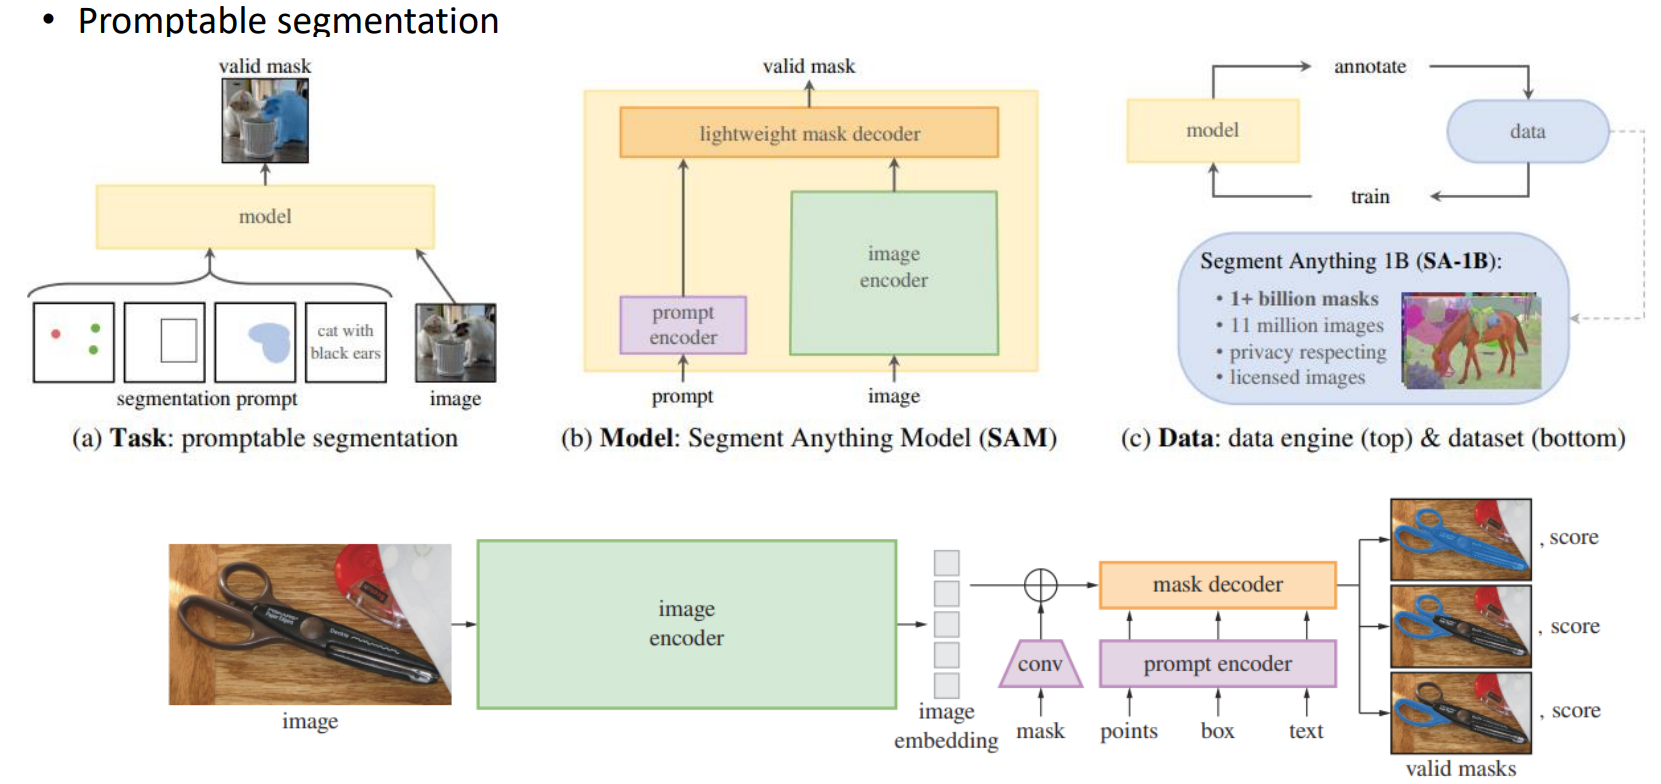 • Promptable segmentation
valid mask
model
cat with
black ears
segmentation prompt
image
(a) Task: promptable segmentation
valid mask
lightweight mask decoder
image
encoder
prompt
encoder
prompt
image
(b) Model: Segment Anything Model (SAM)
annotate
model
data
train
Segment Anything 1B (SA-1B):
• 1+ billion masks
• 11 million images
• privacy respecting
• licensed images
(c) Data: data engine (top) & dataset (bottom)
image
image
encoder
image
embedding
conv
mask
mask decoder
prompt encoder
points
box
text
, score
, score
, score
valid masks